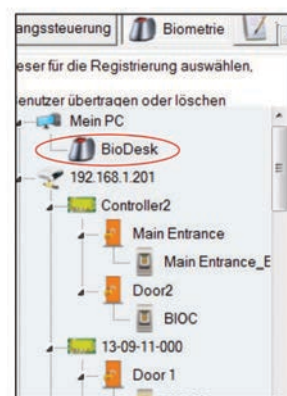 angssteuerung Biometrie
eser für die Registrierung auswählen,
enutzer übertragen oder löschen
Mein PC
BioDesk
192.168.1.201
Controller2
Main Entrance
Main Entrance_E
Door2
BIOC
13-09-11-000
Door 1